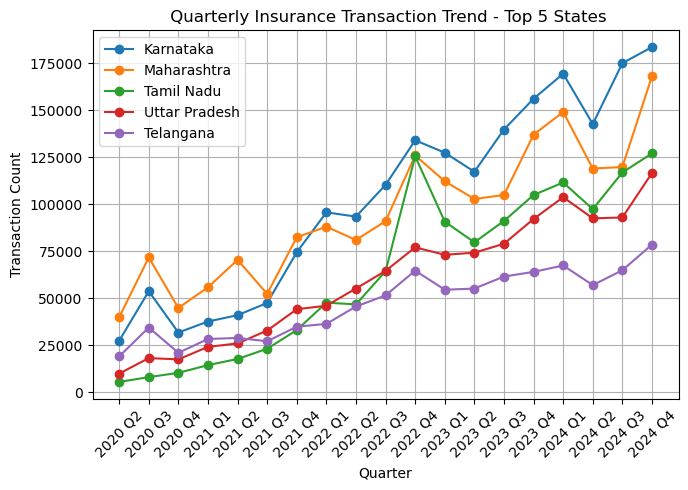 Quarterly Insurance Transaction Trend - Top 5 States
Karnataka
Maharashtra
Tamil Nadu
Uttar Pradesh
Telangana
Transaction Count
175000
150000
125000
100000
75000
50000
25000
0
2020 Q2
2020 Q3
2020 Q4
2021 Q1
2021 Q2
2021 Q3
2021 Q4
2022 Q1
2022 Q2
2022 Q3
2022 Q4
2023 Q1
2023 Q2
2023 Q3
2023 Q4
2024 Q1
2024 Q2
2024 Q3
2024 Q4
Quarter